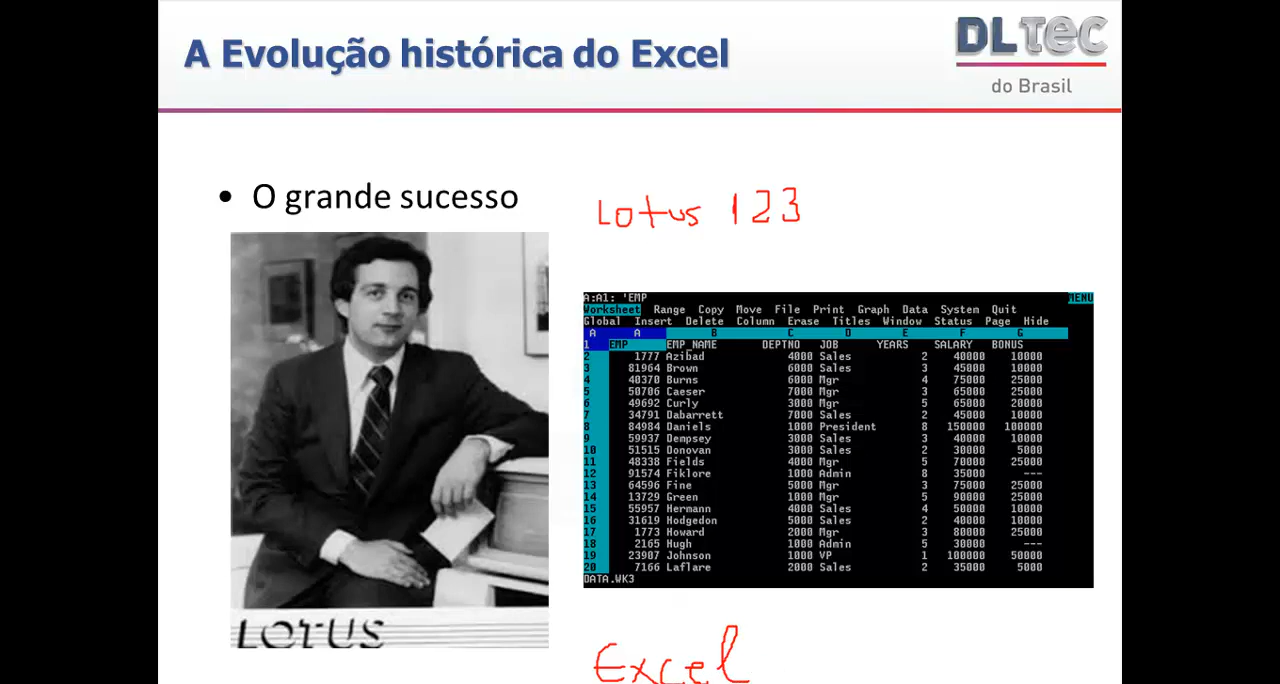 A Evolução histórica do Excel
DLTEC
do Brasil
• O grande sucesso
Lotus 123
A:A1: 'EMP
MENU
Worksheet Range Copy Move File Print Graph Data System Quit
Global Insert Delete Column Erase Titles Window Status Page Hide
A A B C D E F G
1 EMP EMP_NAME DEPTNO JOB YEARS SALARY BONUS
2 1777 Azibad 4000 Sales 2 40000 10000
3 81964 Brown 6000 Sales 3 45000 10000
4 40370 Burns 6000 Mgr 4 75000 25000
5 50706 Caeser 7000 Mgr 3 65000 25000
6 49692 Curly 3000 Mgr 5 65000 20000
7 34791 Dabarrett 7000 Sales 2 45000 10000
8 84984 Daniels 1000 President 8 150000 100000
9 59937 Dempsey 3000 Sales 3 40000 10000
10 51515 Donovan 3000 Sales 2 30000 5000
11 48338 Fields 4000 Mgr 5 70000 25000
12 91574 Fiklore 1000 Admin 8 35000 ---
13 64596 Fine 5000 Mgr 3 75000 25000
14 13729 Green 1000 Mgr 5 90000 25000
15 55957 Hermann 4000 Sales 4 50000 10000
16 31619 Hodgedon 5000 Sales 2 40000 10000
17 1773 Howard 2000 Mgr 3 80000 25000
18 2165 Hugh 1000 Admin 5 30000 ---
19 23907 Johnson 1000 VP 1 100000 50000
20 7166 Laflare 2000 Sales 2 35000 5000
DATA.WK3
LOTUS
Excel